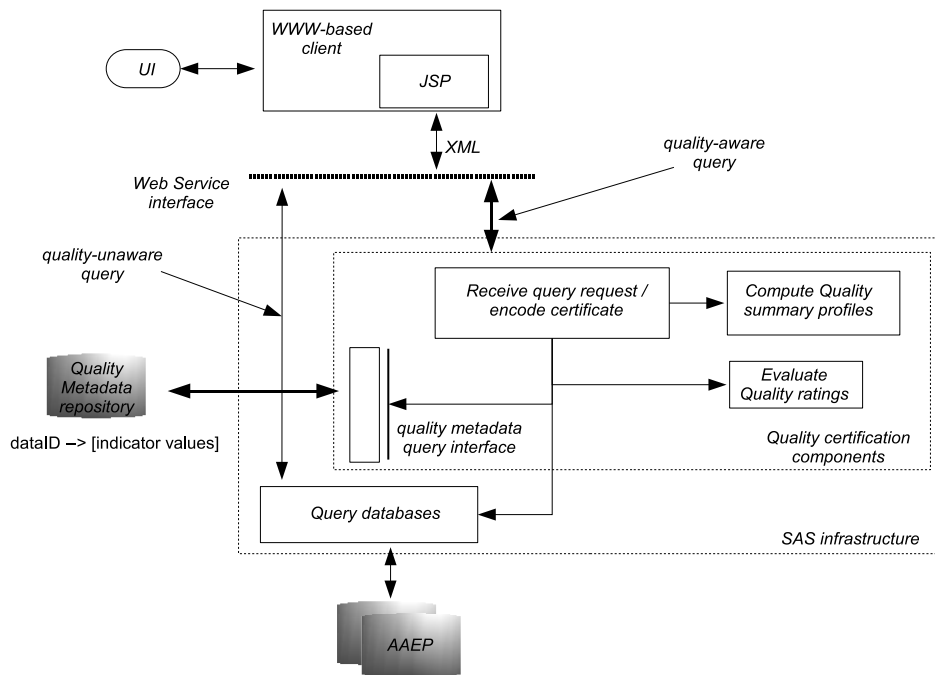 WWW-based
client
UI
JSP
XML
quality-aware
query
Web Service
interface
quality-unaware
query
Receive query request /
encode certificate
Compute Quality
summary profiles
Quality
Metadata
repository
Evaluate
Quality ratings
dataID –> [indicator values]
quality metadata
query interface
Quality certification
components
Query databases
SAS infrastructure
AAEP